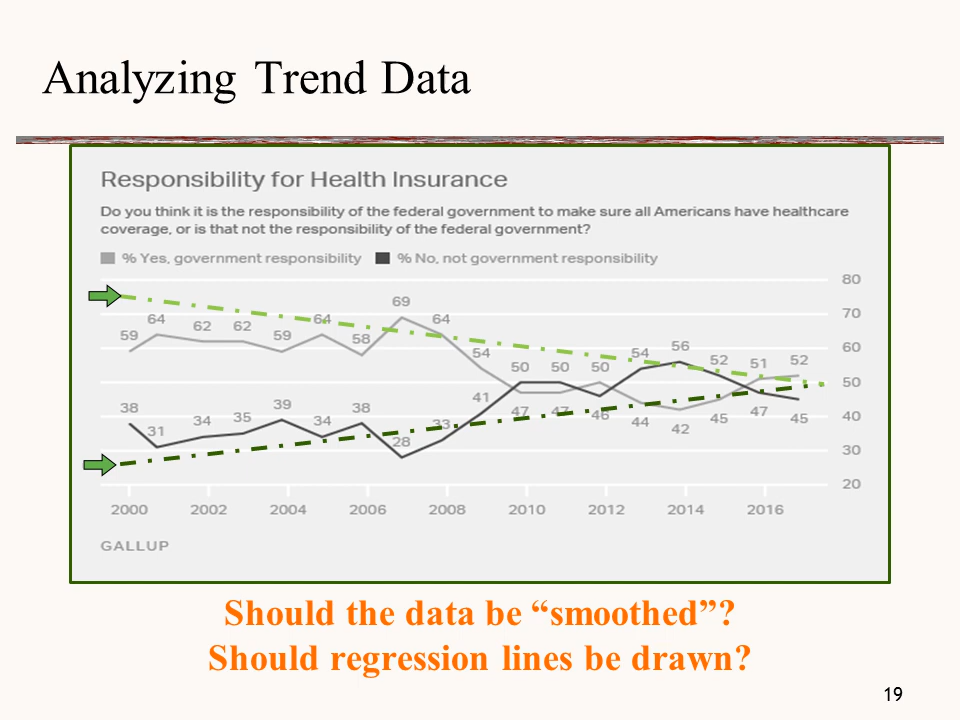 Analyzing Trend Data
Responsibility for Health Insurance
Do you think it is the responsibility of the federal government to make sure all Americans have healthcare
coverage, or is that not the responsibility of the federal government?
% Yes, government responsibility % No, not government responsibility
80
70
60
50
40
30
20
59 64 62 62 59 64 58 69 64 54 47 47 50 44 42 45 51 52
38 31 34 35 39 34 38 28 33 41 50 50 46 54 56 52 47 45
2000 2002 2004 2006 2008 2010 2012 2014 2016
GALLUP
Should the data be “smoothed”?
Should regression lines be drawn?
19